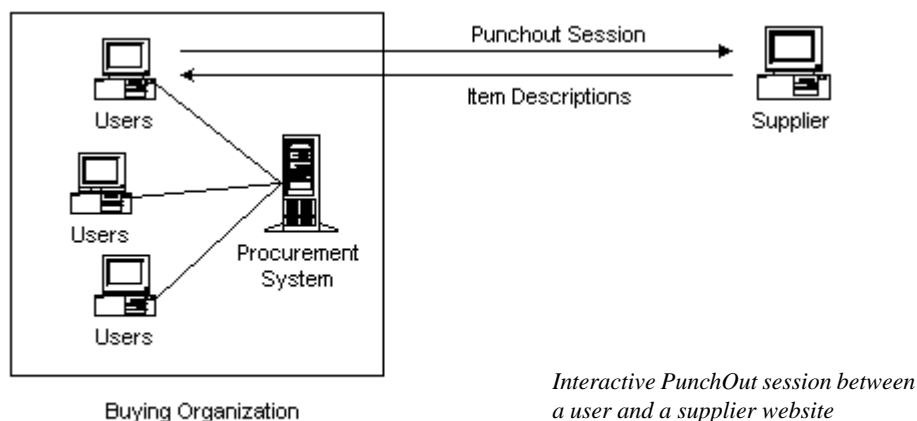 Punchout Session
Item Descriptions
Users
Supplier
Users
Procurement
System
Users
Buying Organization
Interactive PunchOut session between
a user and a supplier website